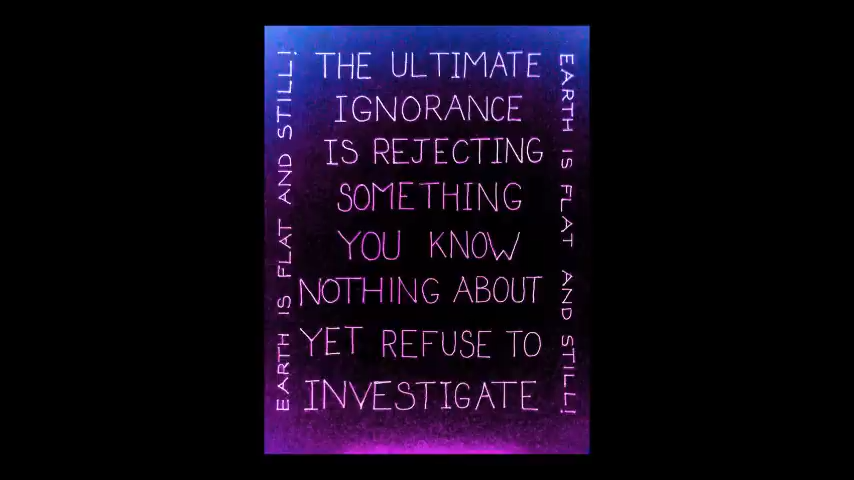 EARTH IS FLAT AND STILL!
THE ULTIMATE
IGNORANCE
IS REJECTING
SOMETHING
YOU KNOW
NOTHING ABOUT
YET REFUSE TO
INVESTIGATE
EARTH IS FLAT AND STILL!